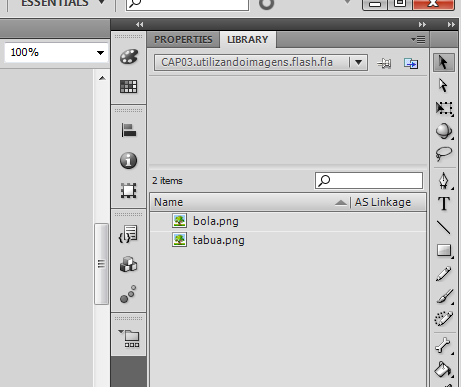 ESSENTIALS
100%
PROPERTIES LIBRARY
CAP03.utilizandoimagens.flash.fla
2 items
Name AS Linkage
bola.png
tabua.png
T